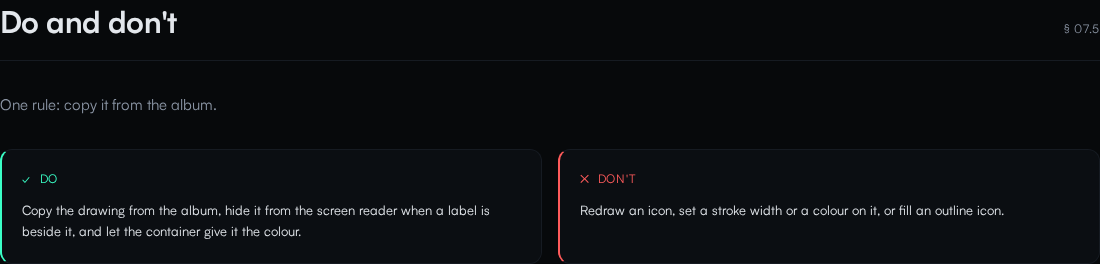 Do and don't
§ 07.5
One rule: copy it from the album.
✓ DO
Copy the drawing from the album, hide it from the screen reader when a label is
beside it, and let the container give it the colour.
✕ DON'T
Redraw an icon, set a stroke width or a colour on it, or fill an outline icon.